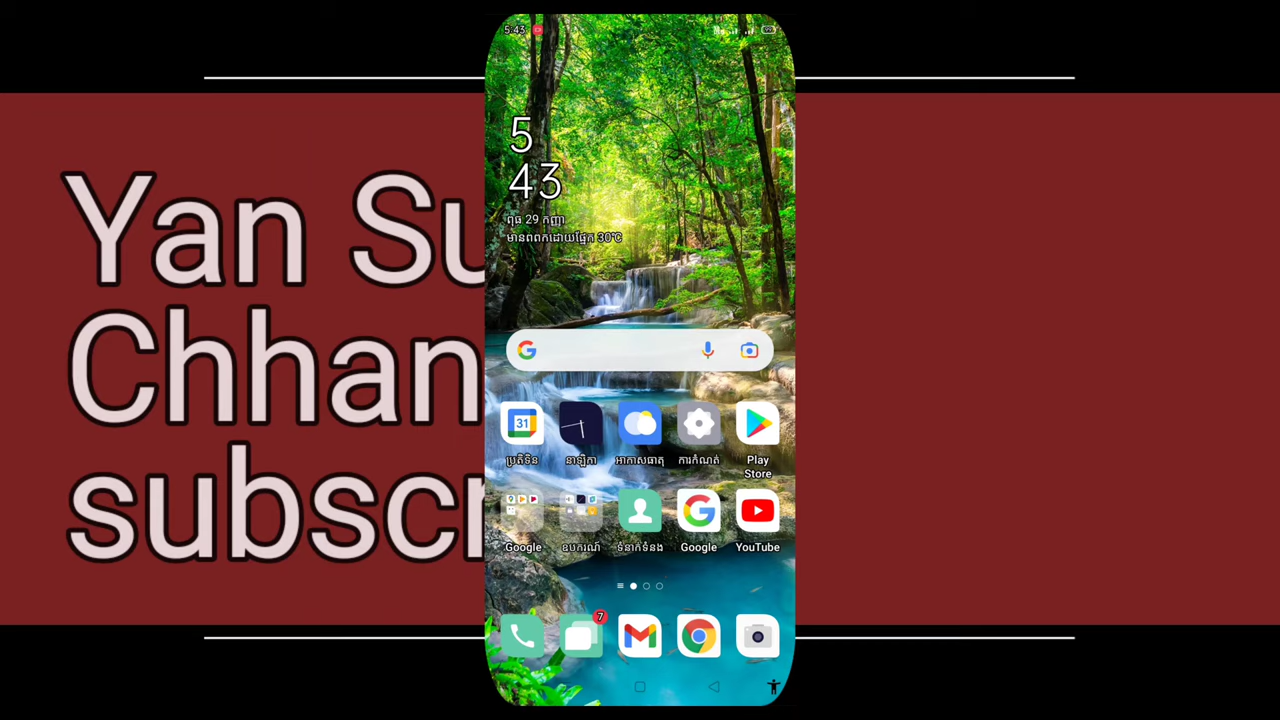 5:43
5
43
ពុធ 29 កញ្ញា
មានពពកដោយផ្នែក 30°C
Yan Su
Chhan
subscr
31
ប្រតិទិន
នាឡិកា
អាកាសធាតុ
ការកំណត់
Play Store
Google
ឧបករណ៍
ទំនាក់ទំនង
Google
YouTube
7